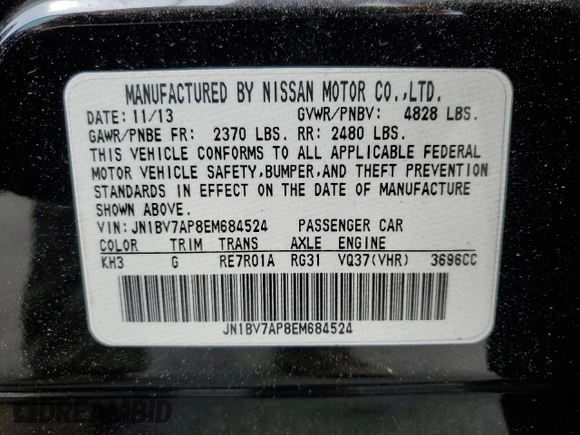 MANUFACTURED BY NISSAN MOTOR CO.,LTD.
DATE: 11/13 GVWR/PNBV: 4828 LBS.
GAWR/PNBE FR: 2370 LBS. RR: 2480 LBS.
THIS VEHICLE CONFORMS TO ALL APPLICABLE FEDERAL
MOTOR VEHICLE SAFETY,BUMPER,AND THEFT PREVENTION
STANDARDS IN EFFECT ON THE DATE OF MANUFACTURE
SHOWN ABOVE.
VIN:JN1BV7AP8EM684524 PASSENGER CAR
COLOR TRIM TRANS AXLE ENGINE
KH3 G RE7R01A RG31 VQ37(VHR) 3696CC
JN1BV7AP8EM684524
DREAMBID